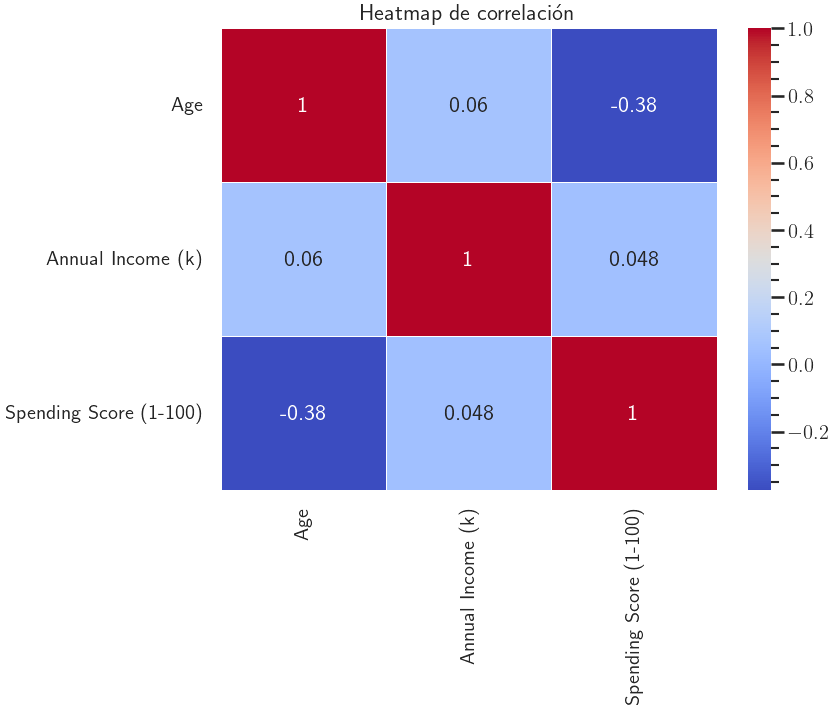 Heatmap de correlación
Age
1
0.06
-0.38
Annual Income (k)
0.06
1
0.048
Spending Score (1-100)
-0.38
0.048
1
Age
Annual Income (k)
Spending Score (1-100)
1.0
0.8
0.6
0.4
0.2
0.0
−0.2